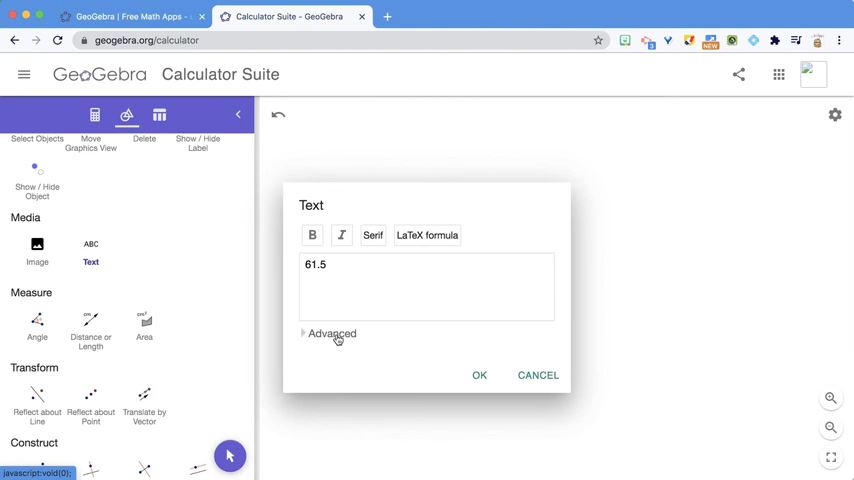 GeoGebra | Free Math Apps -
Calculator Suite - GeoGebra
geogebra.org/calculator
3
NEW
GeoGebra Calculator Suite
Select Objects Move Graphics View Delete Show / Hide Label
Show / Hide Object
Media
ABC
Image Text
Measure
cm²
Angle Distance or Length Area
Transform
Reflect about Line Reflect about Point Translate by Vector
Construct
javascript:void(0);
Text
B I Serif LaTeX formula
61.5
Advanced
OK CANCEL